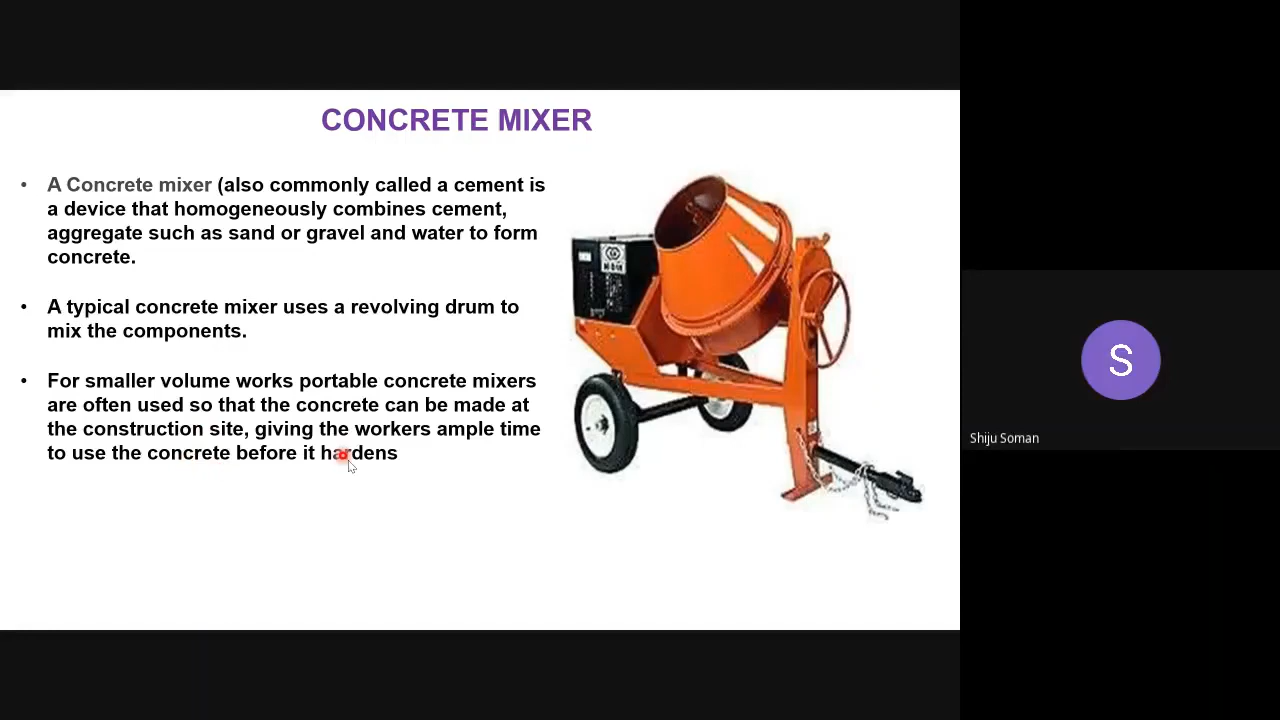 CONCRETE MIXER
• A Concrete mixer (also commonly called a cement is
a device that homogeneously combines cement,
aggregate such as sand or gravel and water to form
concrete.
• A typical concrete mixer uses a revolving drum to
mix the components.
• For smaller volume works portable concrete mixers
are often used so that the concrete can be made at
the construction site, giving the workers ample time
to use the concrete before it hardens
S
Shiju Soman